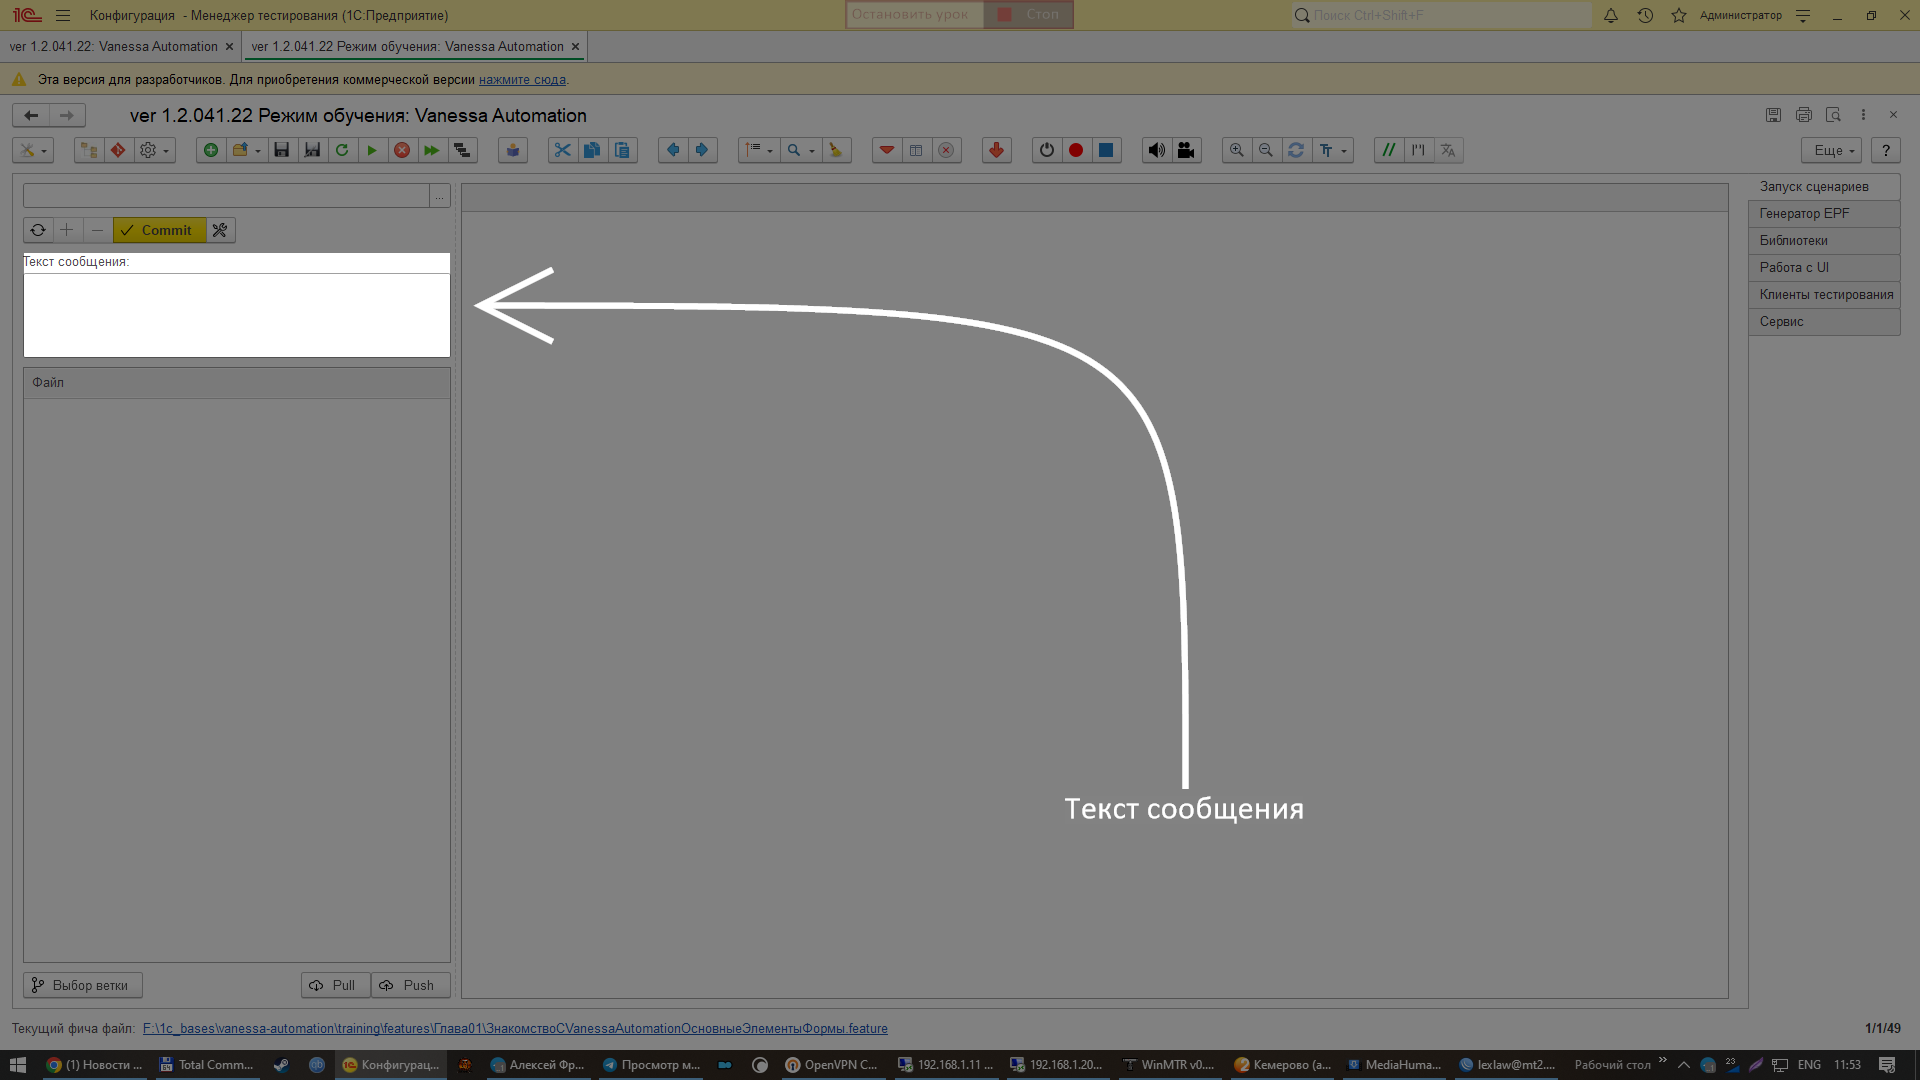 Конфигурация - Менеджер тестирования (1С:Предприятие)
Остановить урок Стоп
Поиск Ctrl+Shift+F
Администратор
ver 1.2.041.22: Vanessa Automation
ver 1.2.041.22 Режим обучения: Vanessa Automation
Эта версия для разработчиков. Для приобретения коммерческой версии нажмите сюда.
ver 1.2.041.22 Режим обучения: Vanessa Automation
Еще
?
...
Commit
Текст сообщения:
Файл
Запуск сценариев
Генератор EPF
Библиотеки
Работа с UI
Клиенты тестирования
Сервис
Текст сообщения
Выбор ветки
Pull
Push
Текущий фича файл: F:\1c_bases\vanessa-automation\training\features\Глава01\ЗнакомствоСVanessaAutomationОсновныеЭлементыФормы.feature
1/1/49
(1) Новости ...
Total Comm...
Конфигурац...
Алексей Фр...
Просмотр м...
OpenVPN C...
192.168.1.11 ...
192.168.1.20...
WinMTR v0....
Кемерово (а...
MediaHuma...
lexlaw@mt2....
Рабочий стол
23
ENG
11:53